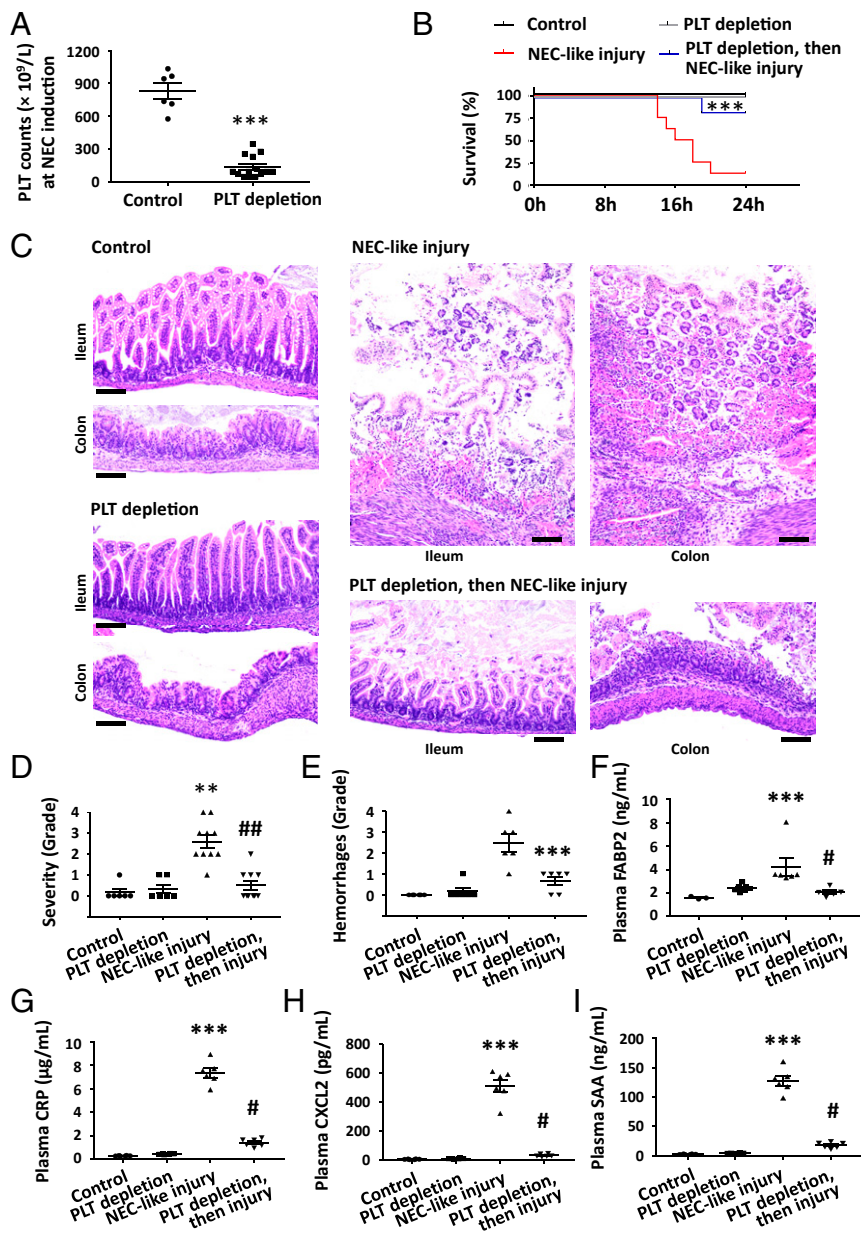 A
PLT counts (× 10⁹/L)
at NEC induction
1200
900
600
300
0
***
Control
PLT depletion
B
Control
PLT depletion
NEC-like injury
PLT depletion, then
NEC-like injury
Survival (%)
100
75
50
25
0
***
0h
8h
16h
24h
C
Control
Ileum
Colon
PLT depletion
Ileum
Colon
NEC-like injury
Ileum
Colon
PLT depletion, then NEC-like injury
Ileum
Colon
D
Severity (Grade)
4
3
2
1
0
**
##
Control
PLT depletion
NEC-like injury
PLT depletion,
then injury
E
Hemorrhages (Grade)
4
3
2
1
0
***
Control
PLT depletion
NEC-like injury
PLT depletion,
then injury
F
Plasma FABP2 (ng/mL)
10
8
6
4
2
0
***
#
Control
PLT depletion
NEC-like injury
PLT depletion,
then injury
G
Plasma CRP (µg/mL)
10
8
6
4
2
0
***
#
Control
PLT depletion
NEC-like injury
PLT depletion,
then injury
H
Plasma CXCL2 (pg/mL)
800
600
400
200
0
***
#
Control
PLT depletion
NEC-like injury
PLT depletion,
then injury
I
Plasma SAA (ng/mL)
200
150
100
50
0
***
#
Control
PLT depletion
NEC-like injury
PLT depletion,
then injury